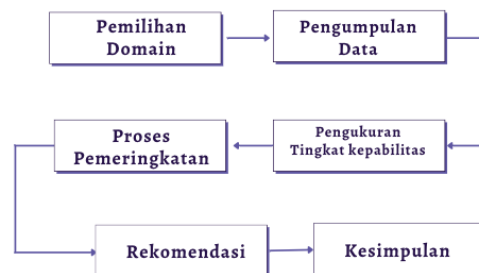 Pemilihan
Domain
Pengumpulan
Data
Pengukuran
Tingkat kepabilitas
Proses
Pemeringkatan
Rekomendasi
Kesimpulan